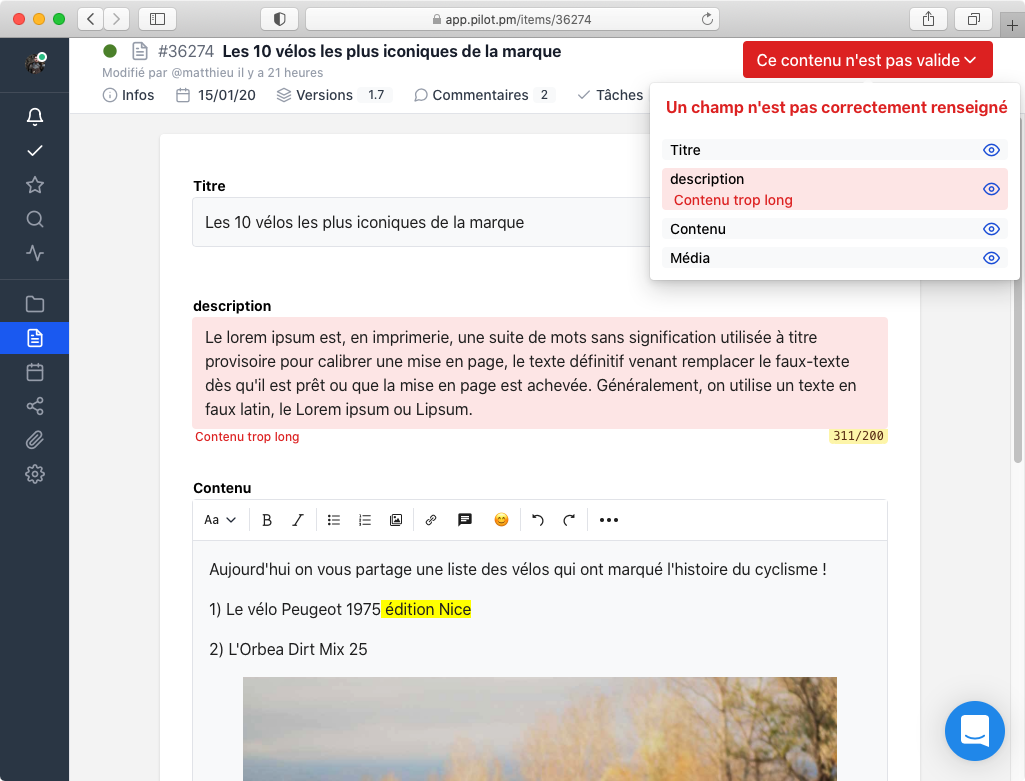 app.pilot.pm/items/36274
#36274 Les 10 vélos les plus iconiques de la marque
Modifié par @matthieu il y a 21 heures
Infos 15/01/20 Versions 1.7 Commentaires 2 Tâches
Ce contenu n'est pas valide
Un champ n'est pas correctement renseigné
Titre
description
Contenu trop long
Contenu
Média
Titre
Les 10 vélos les plus iconiques de la marque
description
Le lorem ipsum est, en imprimerie, une suite de mots sans signification utilisée à titre
provisoire pour calibrer une mise en page, le texte définitif venant remplacer le faux-texte
dès qu'il est prêt ou que la mise en page est achevée. Généralement, on utilise un texte en
faux latin, le Lorem ipsum ou Lipsum.
Contenu trop long 311/200
Contenu
Aa B I
Aujourd'hui on vous partage une liste des vélos qui ont marqué l'histoire du cyclisme !
1) Le vélo Peugeot 1975 édition Nice
2) L'Orbea Dirt Mix 25